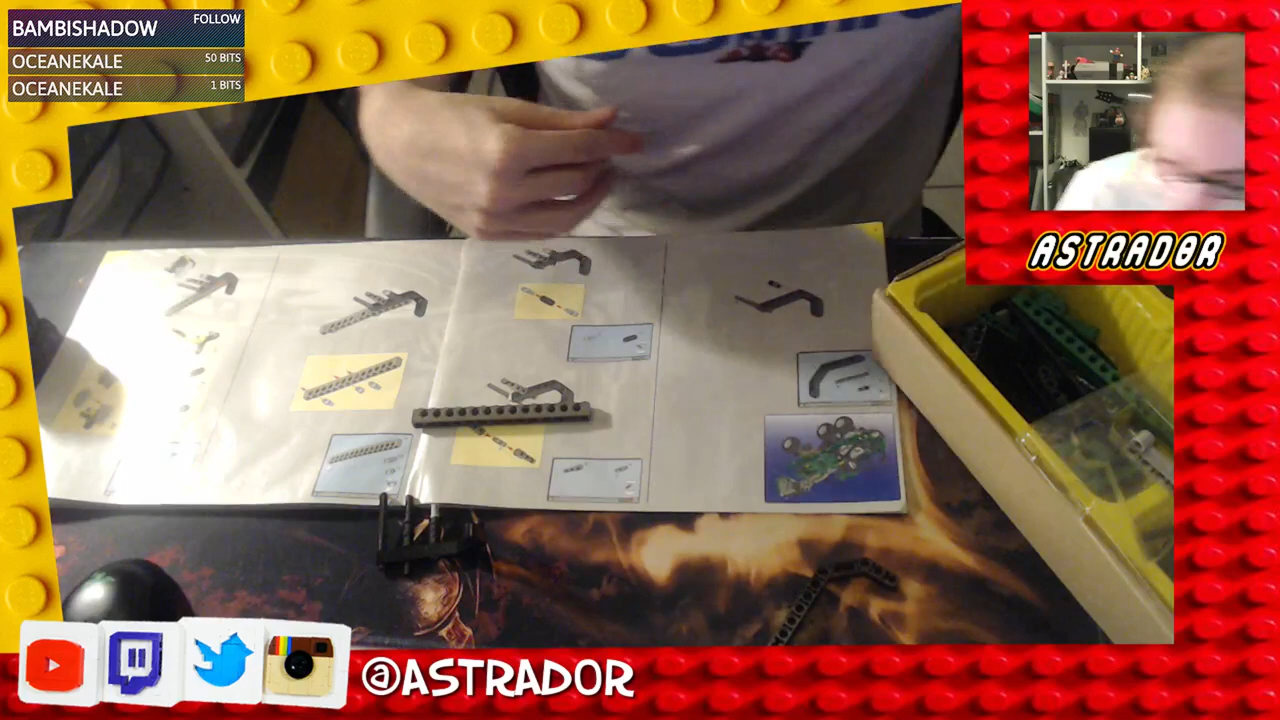 BAMBISHADOW FOLLOW
OCEANEKALE 50 BITS
OCEANEKALE 1 BITS
ASTRADOR
@ASTRADOR